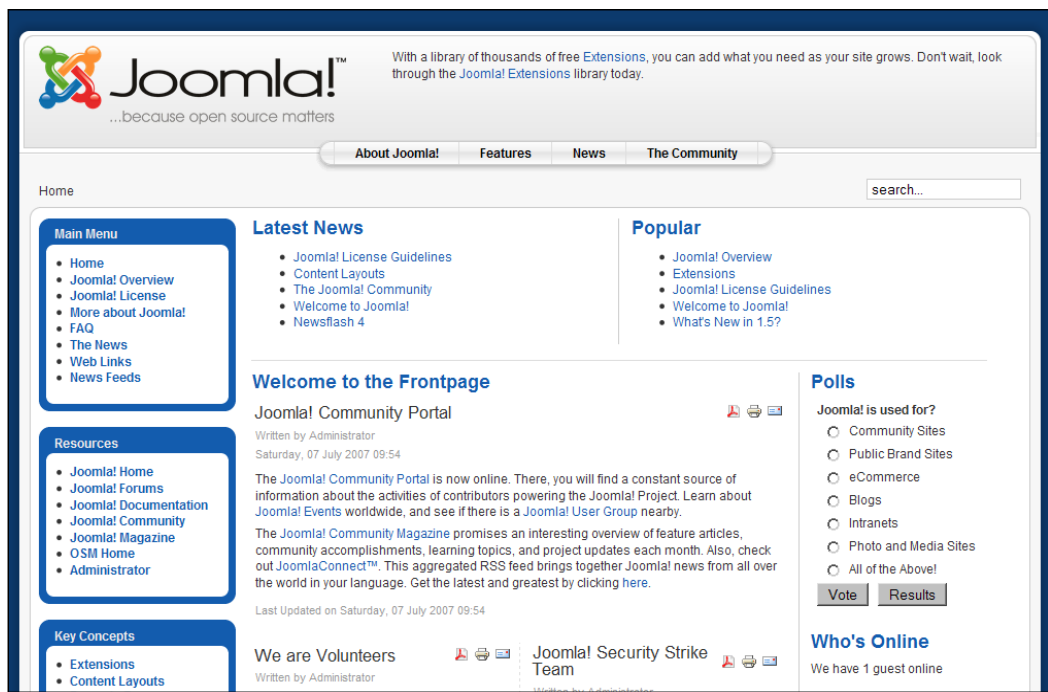 Joomla!™
...because open source matters
With a library of thousands of free Extensions, you can add what you need as your site grows. Don't wait, look
through the Joomla! Extensions library today.
About Joomla! Features News The Community
Home
search...
Main Menu
Home
Joomla! Overview
Joomla! License
More about Joomla!
FAQ
The News
Web Links
News Feeds
Resources
Joomla! Home
Joomla! Forums
Joomla! Documentation
Joomla! Community
Joomla! Magazine
OSM Home
Administrator
Key Concepts
Extensions
Content Layouts
Latest News
Joomla! License Guidelines
Content Layouts
The Joomla! Community
Welcome to Joomla!
Newsflash 4
Popular
Joomla! Overview
Extensions
Joomla! License Guidelines
Welcome to Joomla!
What's New in 1.5?
Welcome to the Frontpage
Joomla! Community Portal
Written by Administrator
Saturday, 07 July 2007 09:54
The Joomla! Community Portal is now online. There, you will find a constant source of
information about the activities of contributors powering the Joomla! Project. Learn about
Joomla! Events worldwide, and see if there is a Joomla! User Group nearby.
The Joomla! Community Magazine promises an interesting overview of feature articles,
community accomplishments, learning topics, and project updates each month. Also, check
out JoomlaConnect™. This aggregated RSS feed brings together Joomla! news from all over
the world in your language. Get the latest and greatest by clicking here.
Last Updated on Saturday, 07 July 2007 09:54
We are Volunteers
Written by Administrator
Joomla! Security Strike
Team
Written by Administrator
Polls
Joomla! is used for?
Community Sites
Public Brand Sites
eCommerce
Blogs
Intranets
Photo and Media Sites
All of the Above!
Vote Results
Who's Online
We have 1 guest online